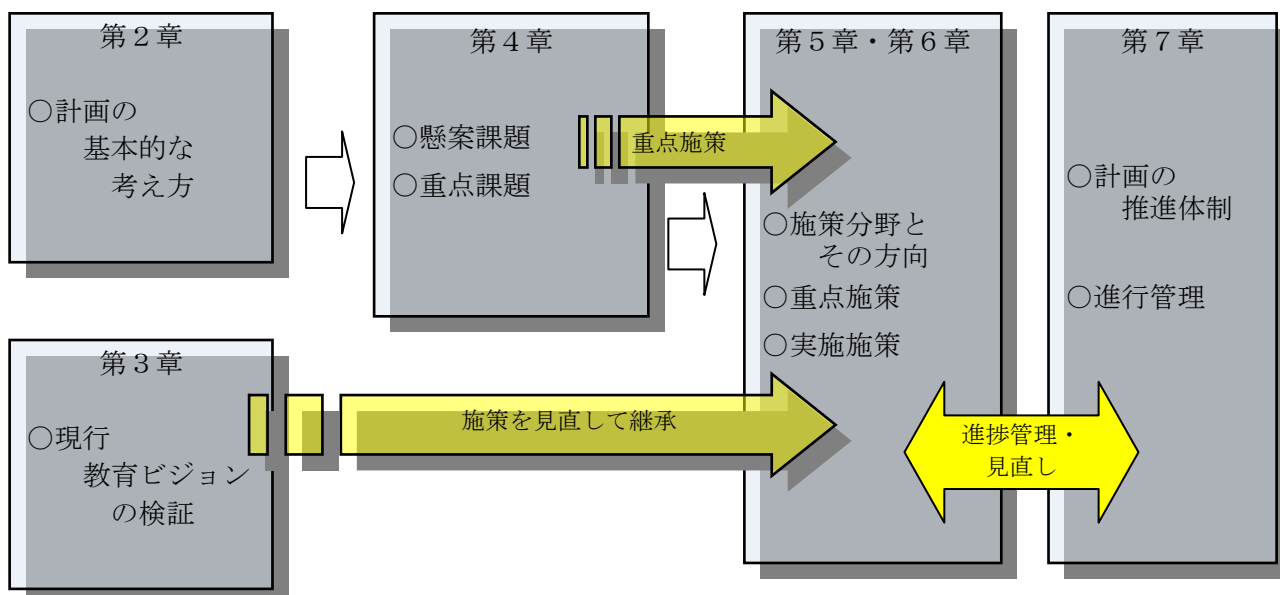 第２章
○計画の
基本的な
考え方
第３章
○現行
教育ビジョン
の検証
第４章
○懸案課題
○重点課題
重点施策
施策を見直して継承
第５章・第６章
○施策分野と
その方向
○重点施策
○実施施策
進捗管理・
見直し
第７章
○計画の
推進体制
○進行管理